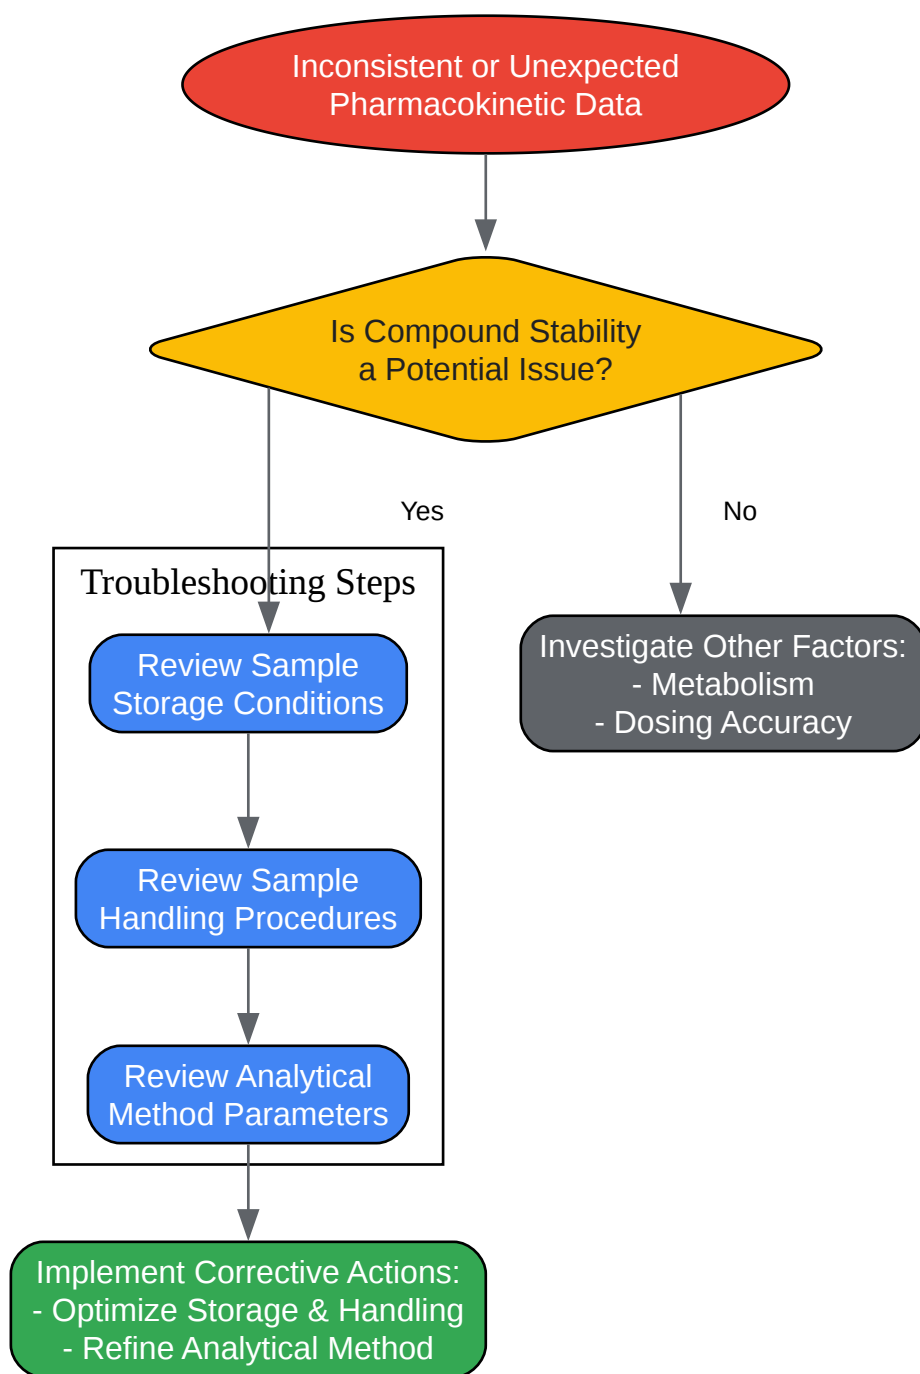 Inconsistent or Unexpected
Pharmacokinetic Data
Is Compound Stability
a Potential Issue?
Yes
No
Troubleshooting Steps
Review Sample
Storage Conditions
Investigate Other Factors:
- Metabolism
- Dosing Accuracy
Review Sample
Handling Procedures
Review Analytical
Method Parameters
Implement Corrective Actions:
- Optimize Storage & Handling
- Refine Analytical Method